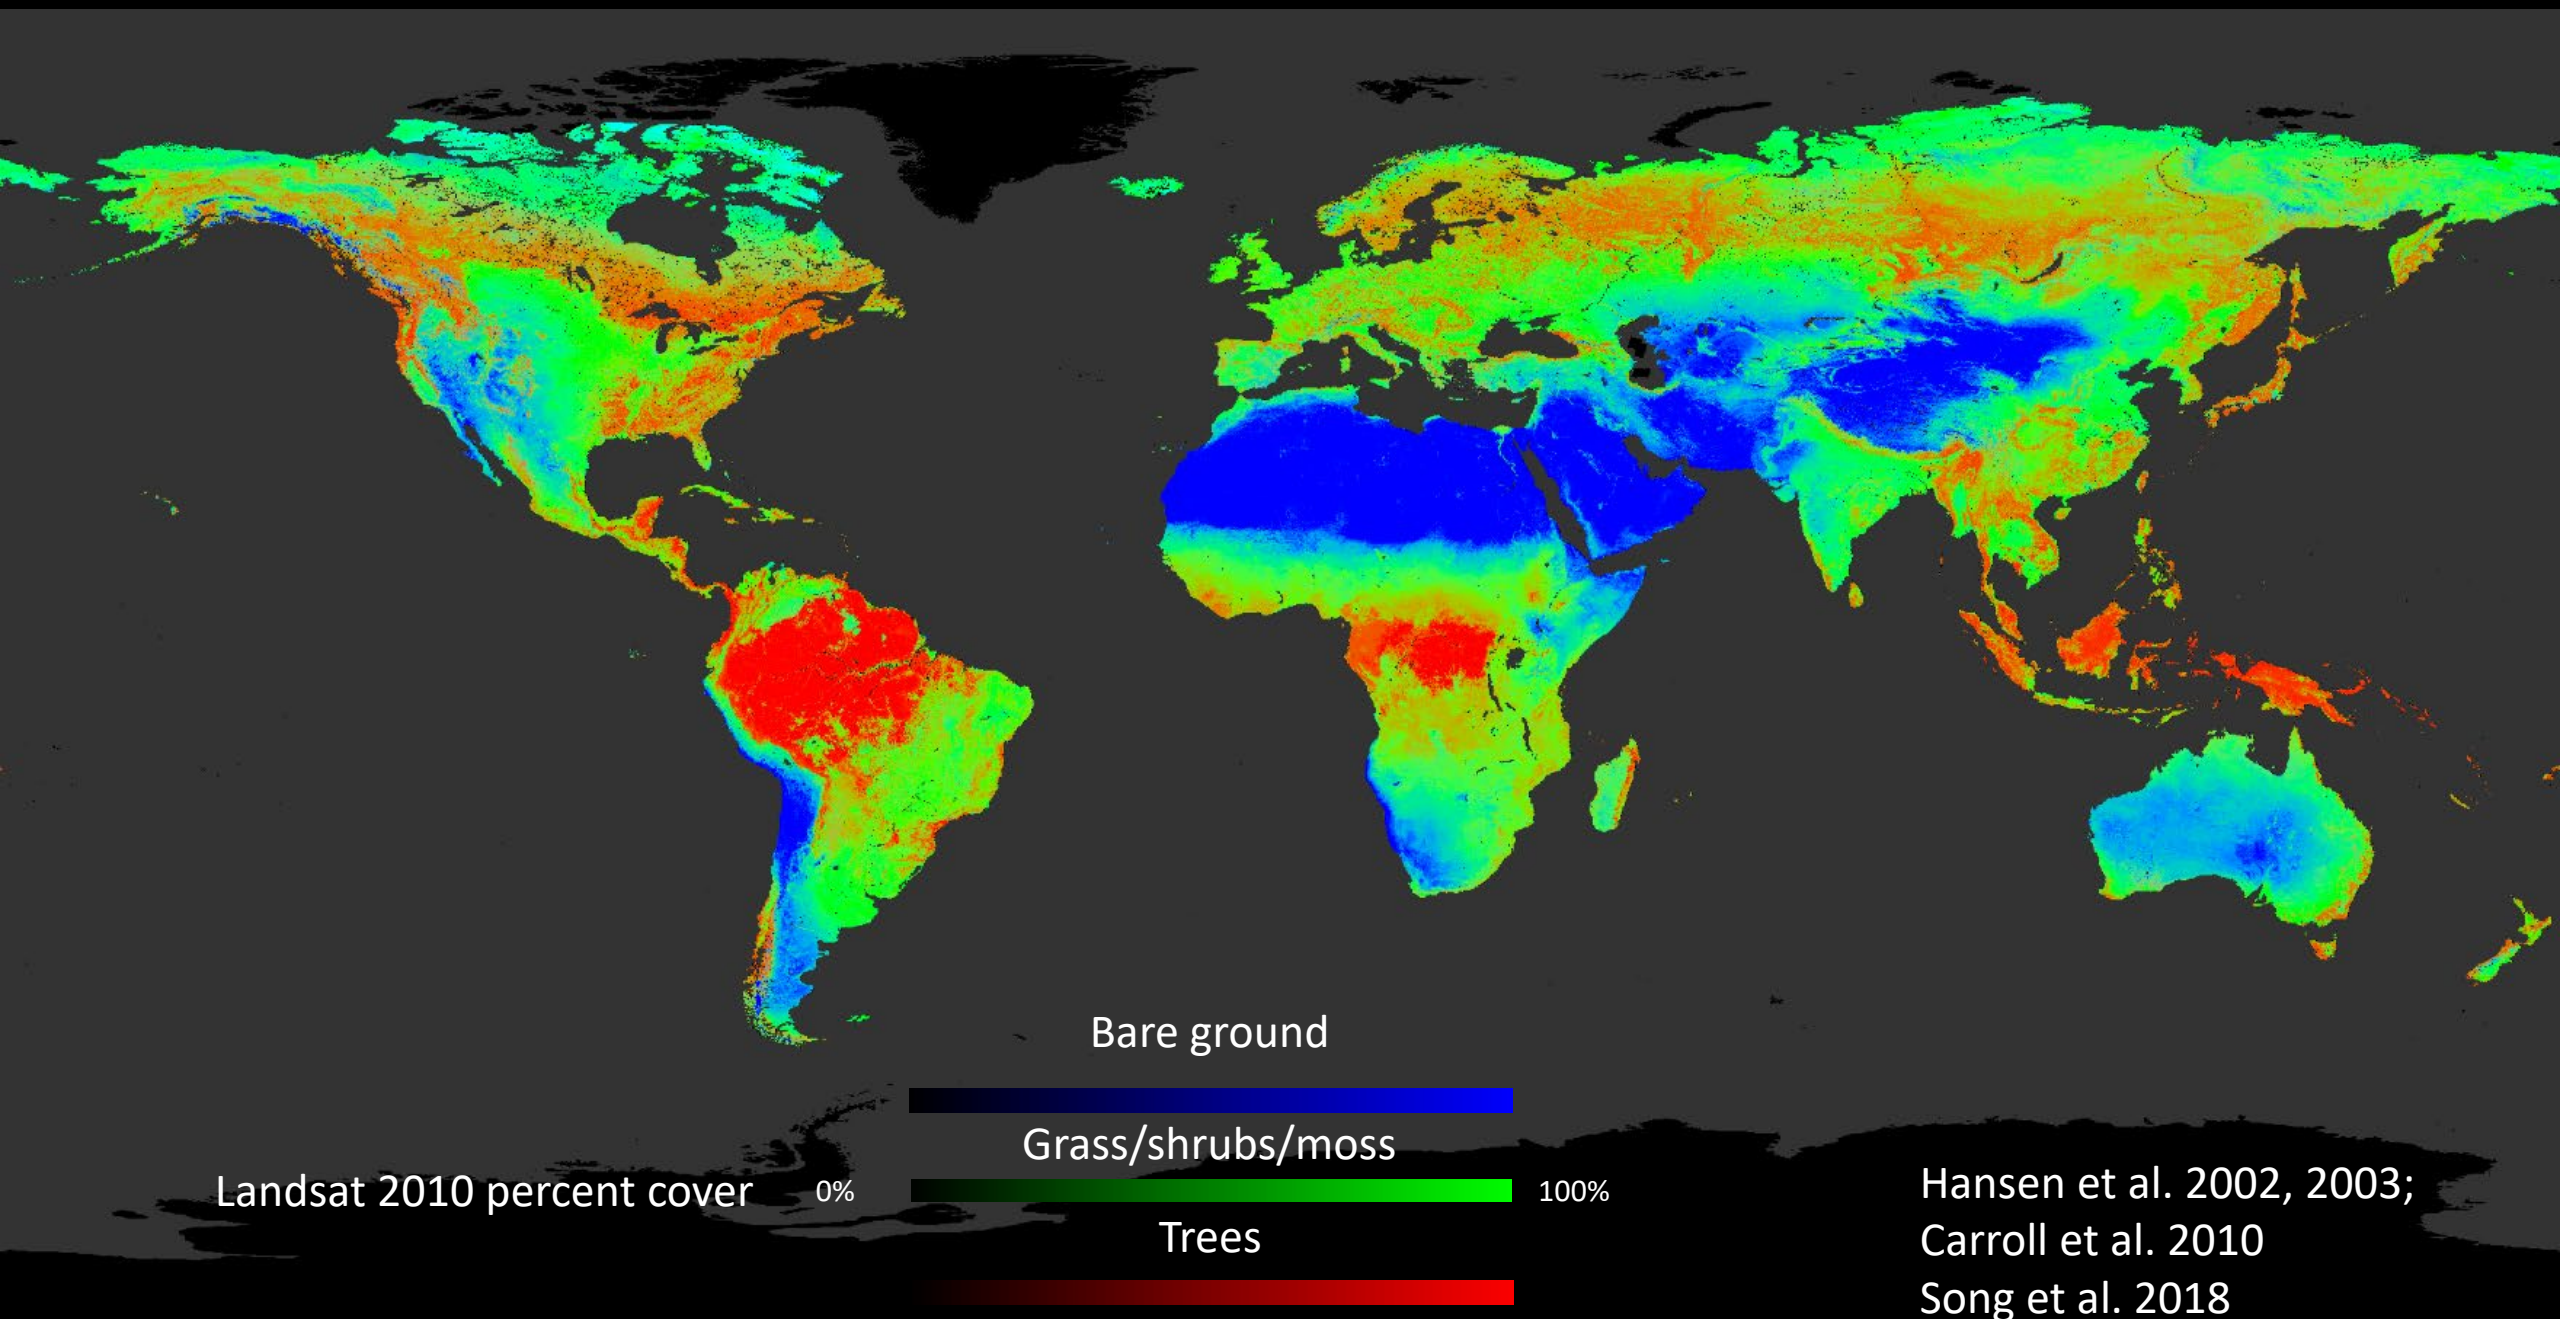 Bare ground
Grass/shrubs/moss
Landsat 2010 percent cover
0%
100%
Trees
Hansen et al. 2002, 2003;
Carroll et al. 2010
Song et al. 2018